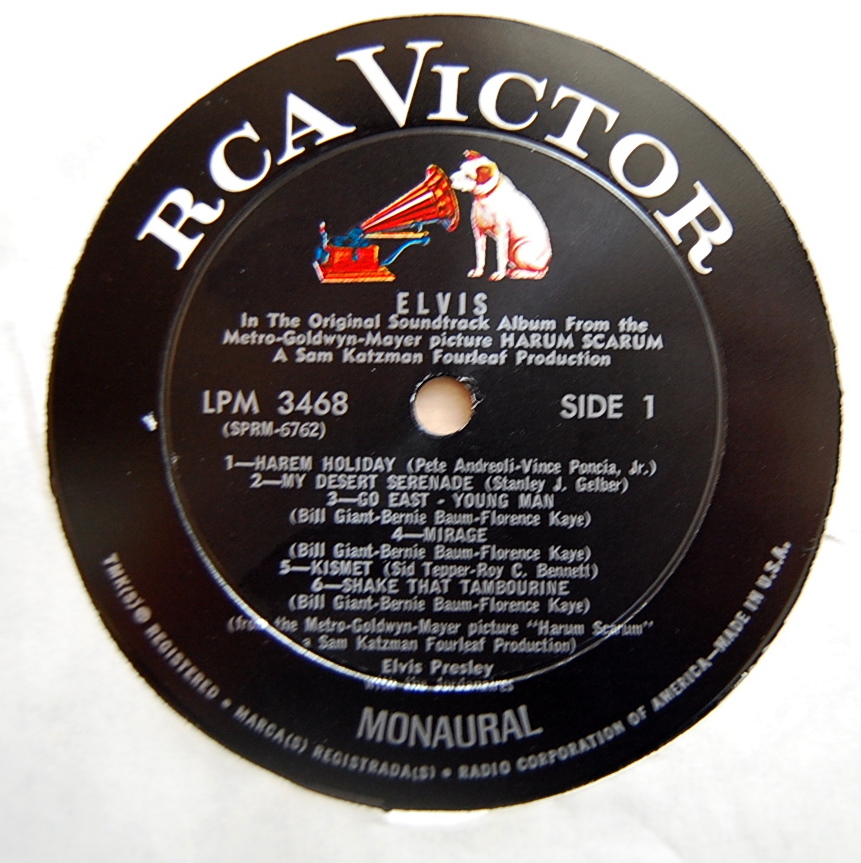 RCA VICTOR
ELVIS
In The Original Soundtrack Album From the
Metro-Goldwyn-Mayer picture HARUM SCARUM
A Sam Katzman Fourleaf Production
LPM 3468
SIDE 1
(SPRM-6762)
1—HAREM HOLIDAY (Pete Andreoli-Vince Poncia, Jr.)
2—MY DESERT SERENADE (Stanley J. Gelber)
3—GO EAST - YOUNG MAN
(Bill Giant-Bernie Baum-Florence Kaye)
4—MIRAGE
(Bill Giant-Bernie Baum-Florence Kaye)
5—KISMET (Sid Tepper-Roy C. Bennett)
6—SHAKE THAT TAMBOURINE
(Bill Giant-Bernie Baum-Florence Kaye)
(from the Metro-Goldwyn-Mayer picture "Harum Scarum"
a Sam Katzman Fourleaf Production)
Elvis Presley
with the Jordanaires
MONAURAL
TMK(S) ® REGISTERED • MARCA(S) REGISTRADA(S) • RADIO CORPORATION OF AMERICA—MADE IN U.S.A.